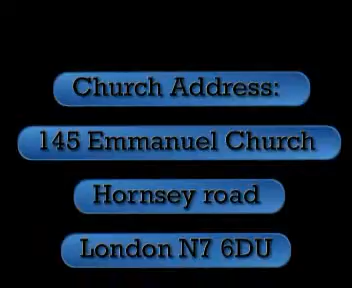 Church Address:
145 Emmanuel Church
Hornsey road
London N7 6DU